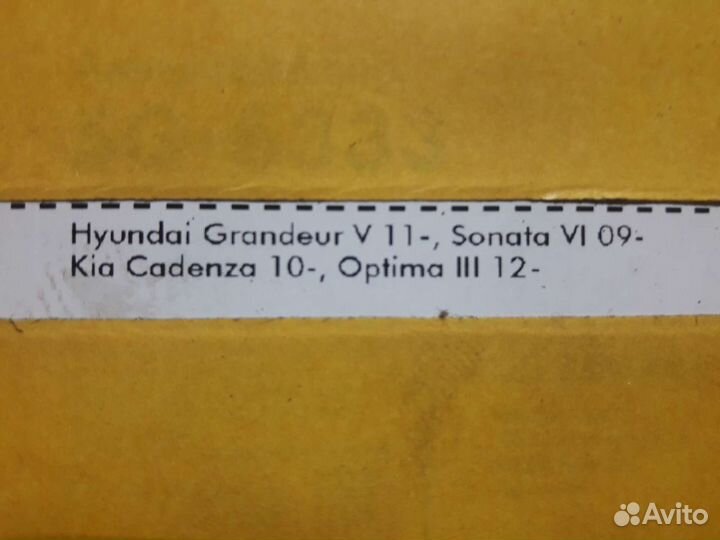 Hyundai Grandeur V 11-, Sonata VI 09-
Kia Cadenza 10-, Optima III 12-
Avito